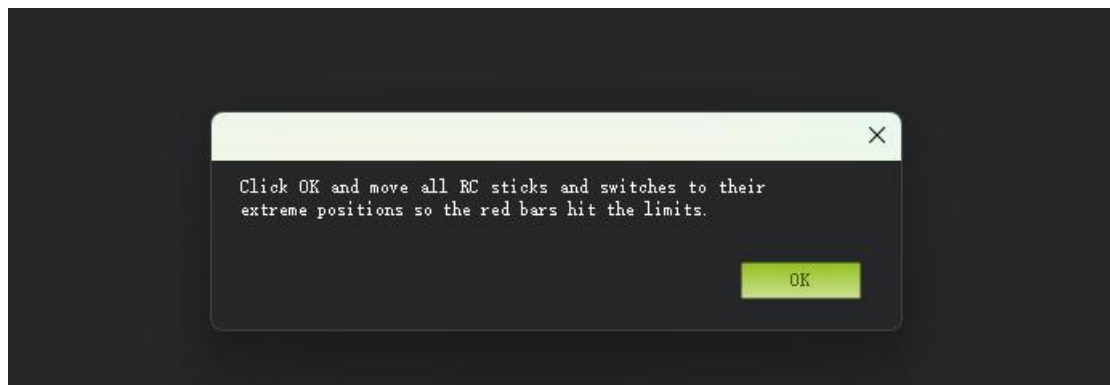 Click OK and move all RC sticks and switches to their
extreme positions so the red bars hit the limits.
OK